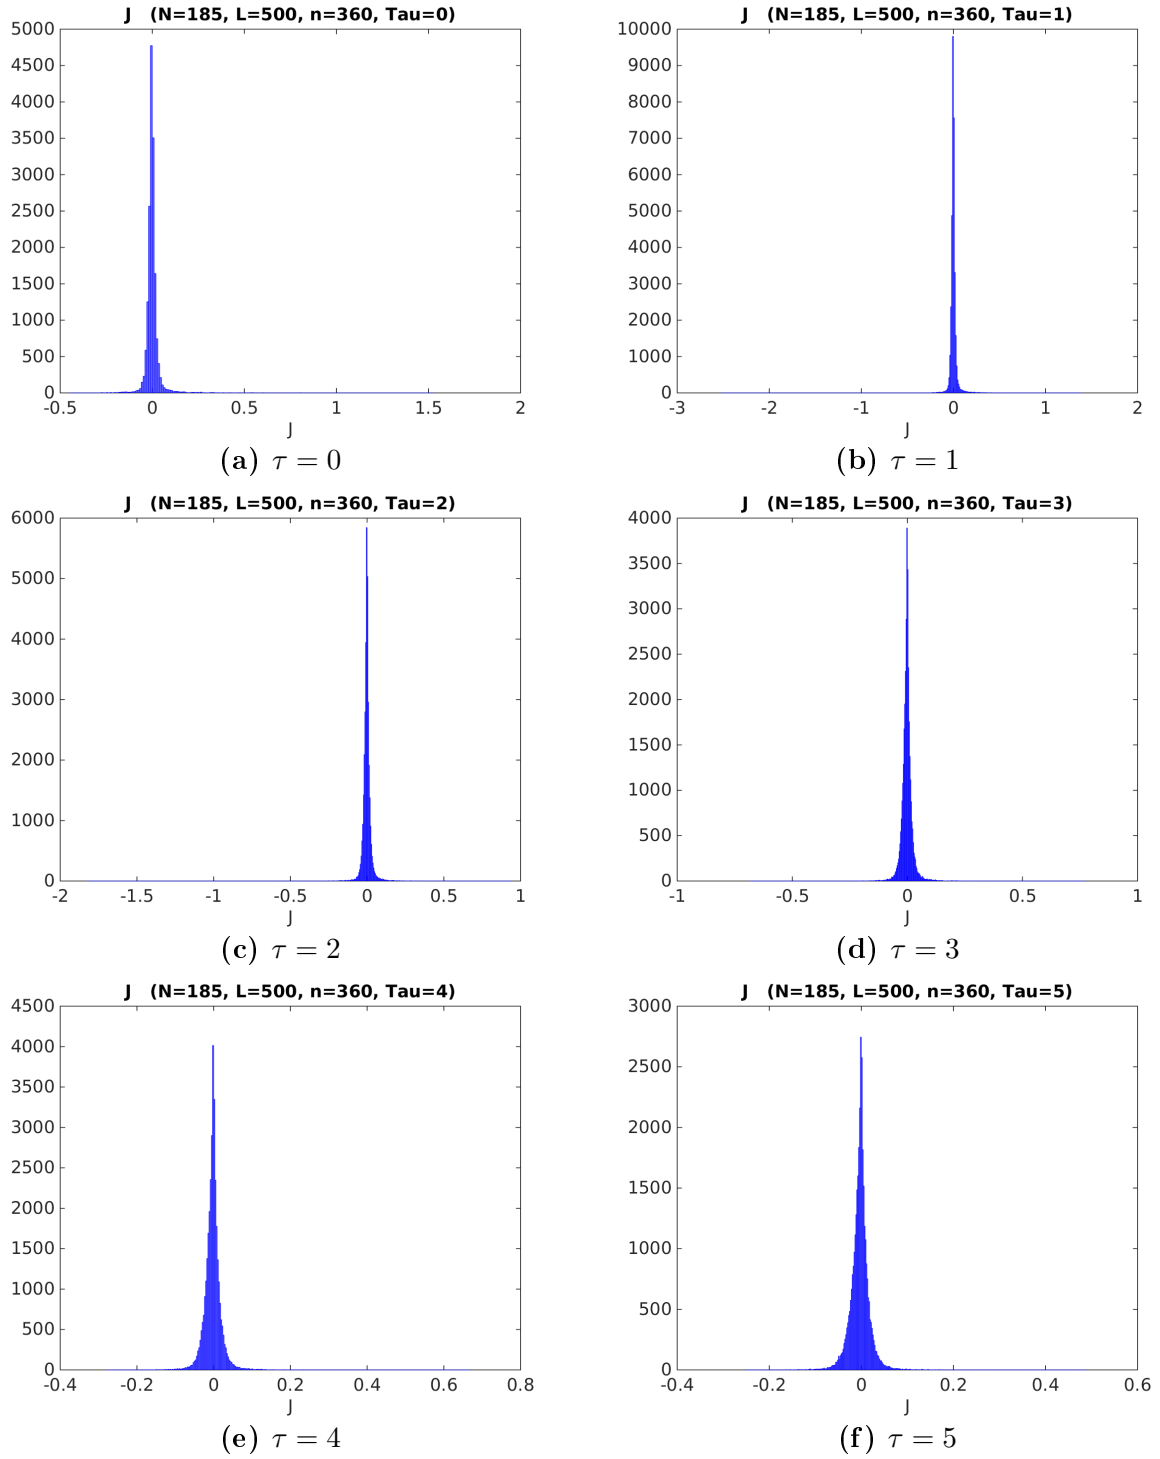 J (N=185, L=500, n=360, Tau=0)
5000
4500
4000
3500
3000
2500
2000
1500
1000
500
0
-0.5 0 0.5 1 1.5 2
J
(a) τ = 0
J (N=185, L=500, n=360, Tau=1)
10000
9000
8000
7000
6000
5000
4000
3000
2000
1000
0
-3 -2 -1 0 1 2
J
(b) τ = 1
J (N=185, L=500, n=360, Tau=2)
6000
5000
4000
3000
2000
1000
0
-2 -1.5 -1 -0.5 0 0.5 1
J
(c) τ = 2
J (N=185, L=500, n=360, Tau=3)
4000
3500
3000
2500
2000
1500
1000
500
0
-1 -0.5 0 0.5 1
J
(d) τ = 3
J (N=185, L=500, n=360, Tau=4)
4500
4000
3500
3000
2500
2000
1500
1000
500
0
-0.4 -0.2 0 0.2 0.4 0.6 0.8
J
(e) τ = 4
J (N=185, L=500, n=360, Tau=5)
3000
2500
2000
1500
1000
500
0
-0.4 -0.2 0 0.2 0.4 0.6
J
(f) τ = 5